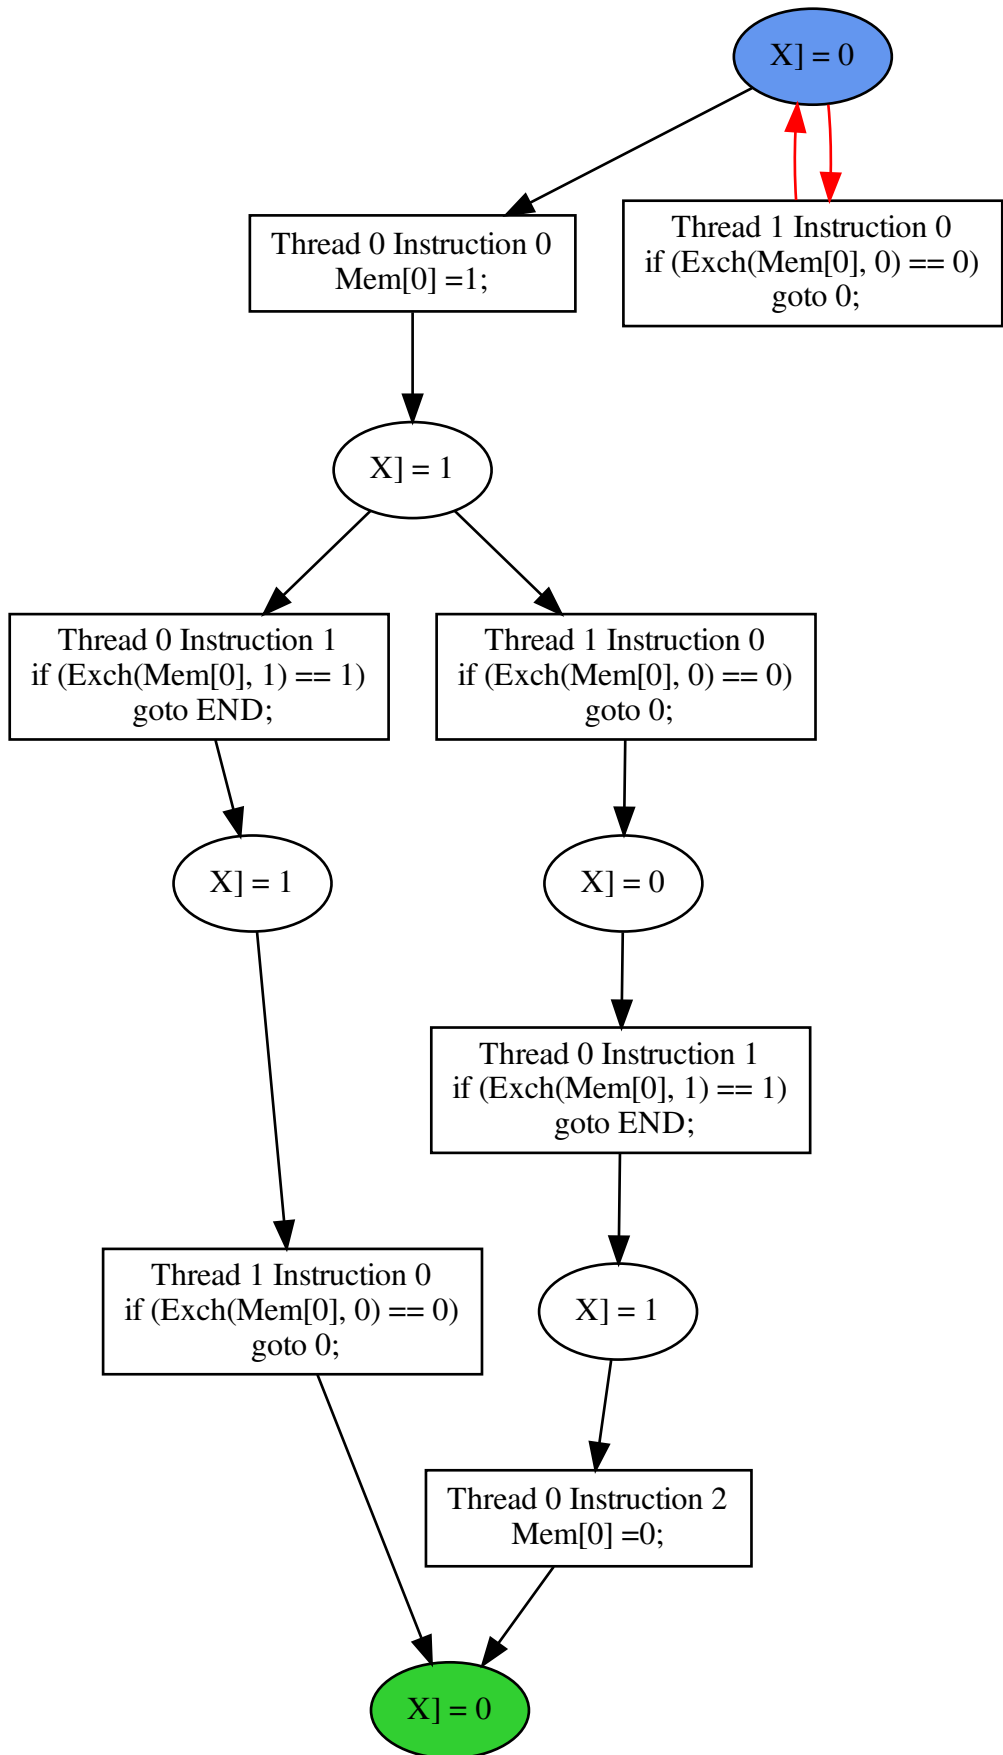 X] = 0
Thread 0 Instruction 0
Mem[0] =1;
Thread 1 Instruction 0
if (Exch(Mem[0], 0) == 0)
goto 0;
X] = 1
Thread 0 Instruction 1
if (Exch(Mem[0], 1) == 1)
goto END;
Thread 1 Instruction 0
if (Exch(Mem[0], 0) == 0)
goto 0;
X] = 1
X] = 0
Thread 0 Instruction 1
if (Exch(Mem[0], 1) == 1)
goto END;
Thread 1 Instruction 0
if (Exch(Mem[0], 0) == 0)
goto 0;
X] = 1
Thread 0 Instruction 2
Mem[0] =0;
X] = 0